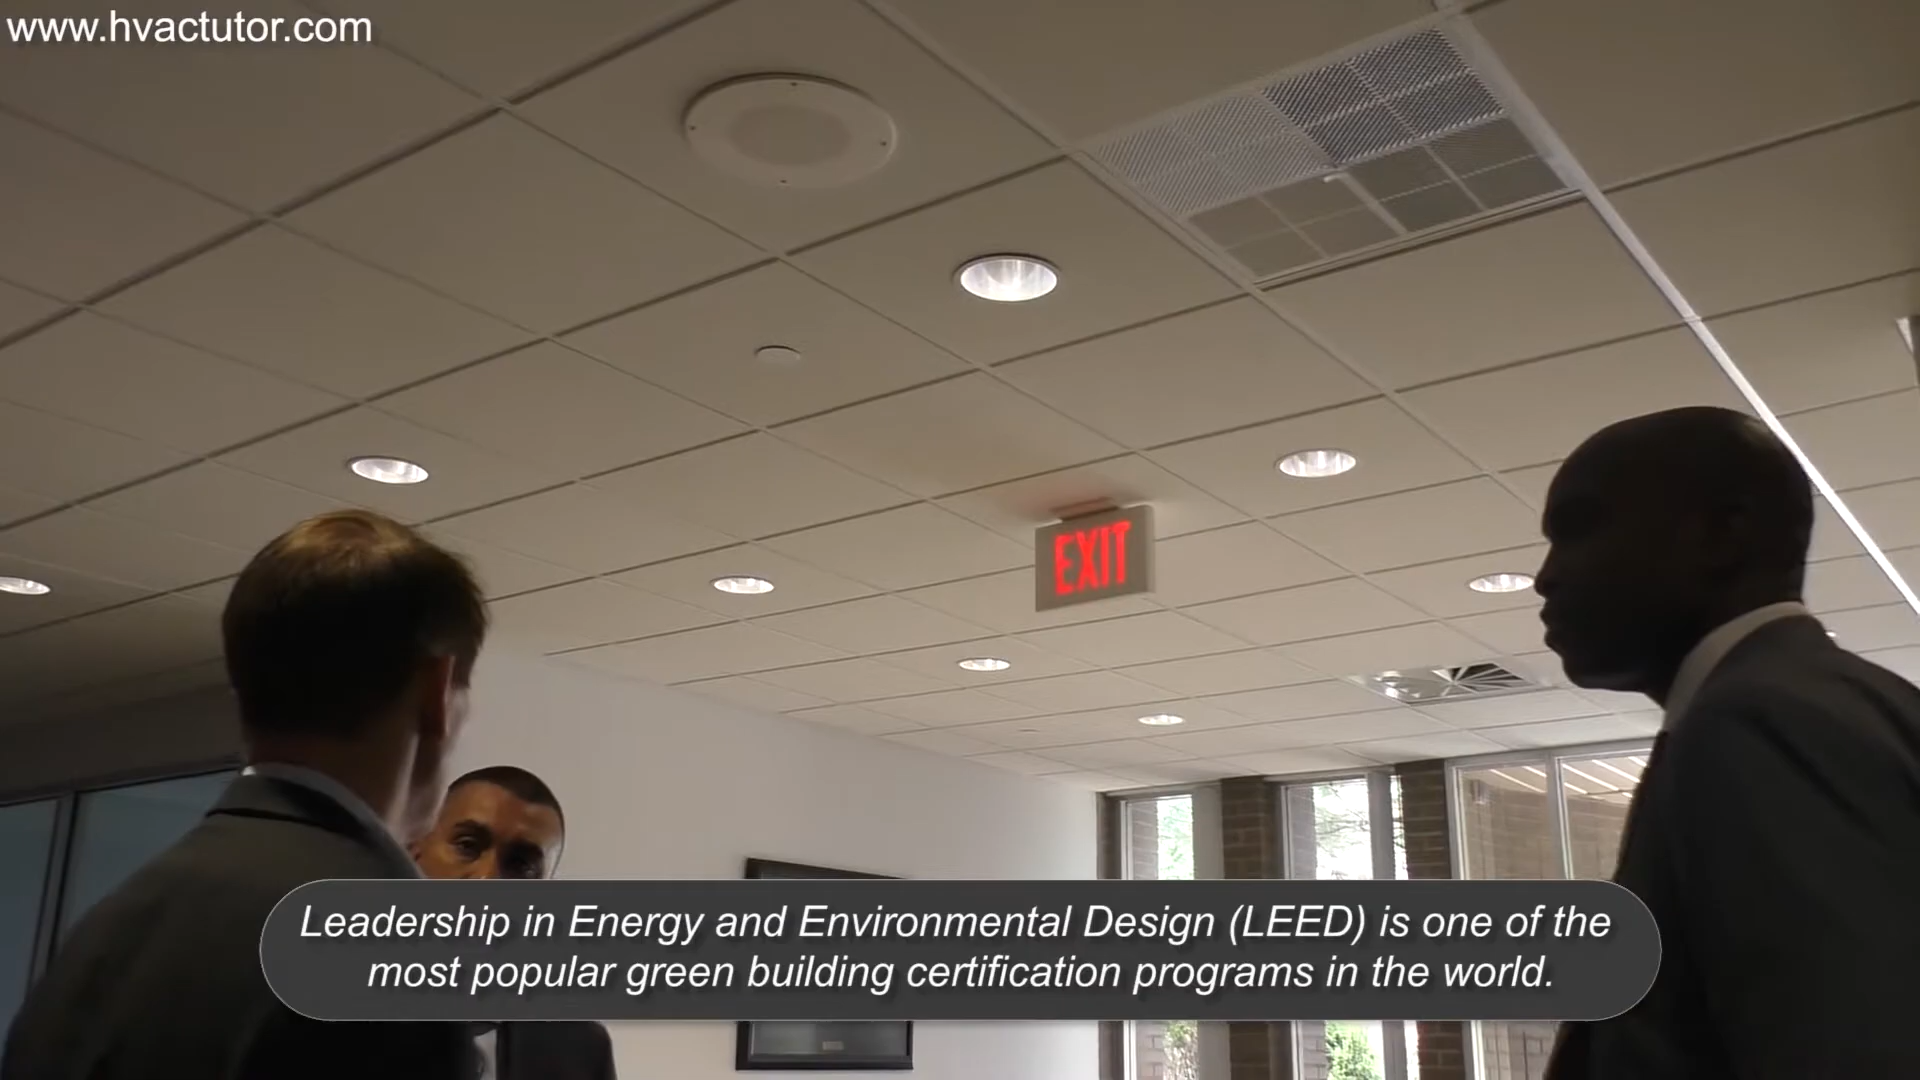 www.hvactutor.com
EXIT
Leadership in Energy and Environmental Design (LEED) is one of the
most popular green building certification programs in the world.